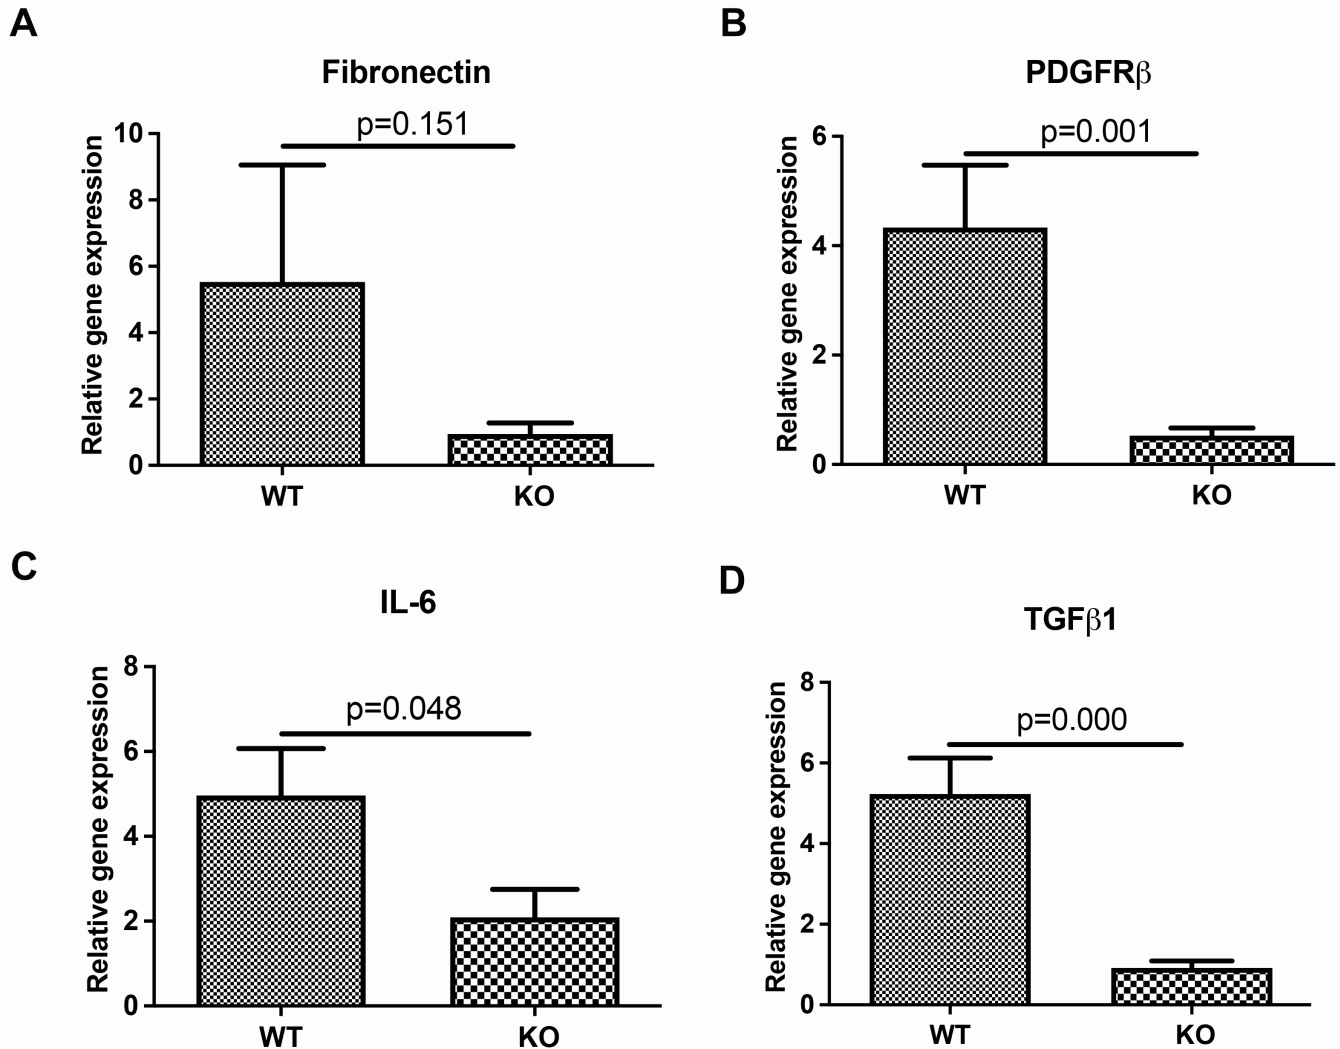 A
Fibronectin
p=0.151
Relative gene expression
10
8
6
4
2
0
WT KO
B
PDGFRβ
p=0.001
Relative gene expression
6
4
2
0
WT KO
C
IL-6
p=0.048
Relative gene expression
8
6
4
2
0
WT KO
D
TGFβ1
p=0.000
Relative gene expression
8
6
4
2
0
WT KO